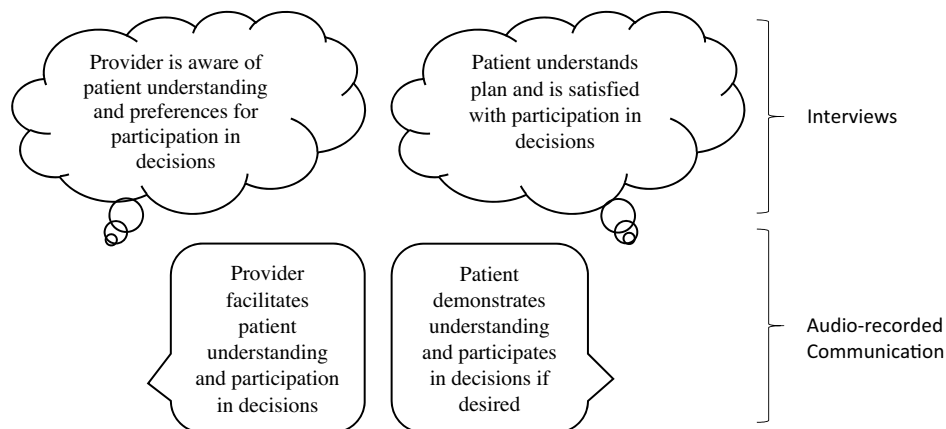 Provider is aware of
patient understanding
and preferences for
participation in
decisions
Patient understands
plan and is satisfied
with participation in
decisions
Interviews
Provider
facilitates
patient
understanding
and participation
in decisions
Patient
demonstrates
understanding
and participates
in decisions if
desired
Audio-recorded
Communication